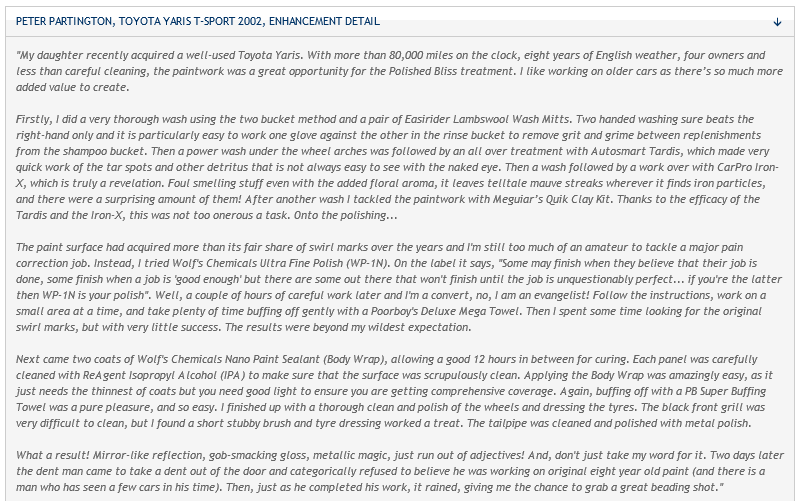 PETER PARTINGTON, TOYOTA YARIS T-SPORT 2002, ENHANCEMENT DETAIL
"My daughter recently acquired a well-used Toyota Yaris. With more than 80,000 miles on the clock, eight years of English weather, four owners and
less than careful cleaning, the paintwork was a great opportunity for the Polished Bliss treatment. I like working on older cars as there's so much more
added value to create.
Firstly, I did a very thorough wash using the two bucket method and a pair of Easirider Lambswool Wash Mitts. Two handed washing sure beats the
right-hand only and it is particularly easy to work one glove against the other in the rinse bucket to remove grit and grime between replenishments
from the shampoo bucket. Then a power wash under the wheel arches was followed by an all over treatment with Autosmart Tardis, which made very
quick work of the tar spots and other detritus that is not always easy to see with the naked eye. Then a wash followed by a work over with CarPro Iron-
X, which is truly a revelation. Foul smelling stuff even with the added floral aroma, it leaves telltale mauve streaks wherever it finds iron particles,
and there were a surprising amount of them! After another wash I tackled the paintwork with Meguiar's Quik Clay Kit. Thanks to the efficacy of the
Tardis and the Iron-X, this was not too onerous a task. Onto the polishing...
The paint surface had acquired more than its fair share of swirl marks over the years and I'm still too much of an amateur to tackle a major pain
correction job. Instead, I tried Wolf's Chemicals Ultra Fine Polish (WP-1N). On the label it says, "Some may finish when they believe that their job is
done, some finish when a job is 'good enough' but there are some out there that won't finish until the job is unquestionably perfect... if you're the latter
then WP-1N is your polish". Well, a couple of hours of careful work later and I'm a convert, no, I am an evangelist! Follow the instructions, work on a
small area at a time, and take plenty of time buffing off gently with a Poorboy's Deluxe Mega Towel. Then I spent some time looking for the original
swirl marks, but with very little success. The results were beyond my wildest expectation.
Next came two coats of Wolf's Chemicals Nano Paint Sealant (Body Wrap), allowing a good 12 hours in between for curing. Each panel was carefully
cleaned with ReAgent Isopropyl Alcohol (IPA) to make sure that the surface was scrupulously clean. Applying the Body Wrap was amazingly easy, as it
just needs the thinnest of coats but you need good light to ensure you are getting comprehensive coverage. Again, buffing off with a PB Super Buffing
Towel was a pure pleasure, and so easy. I finished up with a thorough clean and polish of the wheels and dressing the tyres. The black front grill was
very difficult to clean, but I found a short stubby brush and tyre dressing worked a treat. The tailpipe was cleaned and polished with metal polish.
What a result! Mirror-like reflection, gob-smacking gloss, metallic magic, just run out of adjectives! And, don't just take my word for it. Two days later
the dent man came to take a dent out of the door and categorically refused to believe he was working on original eight year old paint (and there is a
man who has seen a few cars in his time). Then, just as he completed his work, it rained, giving me the chance to grab a great beading shot."